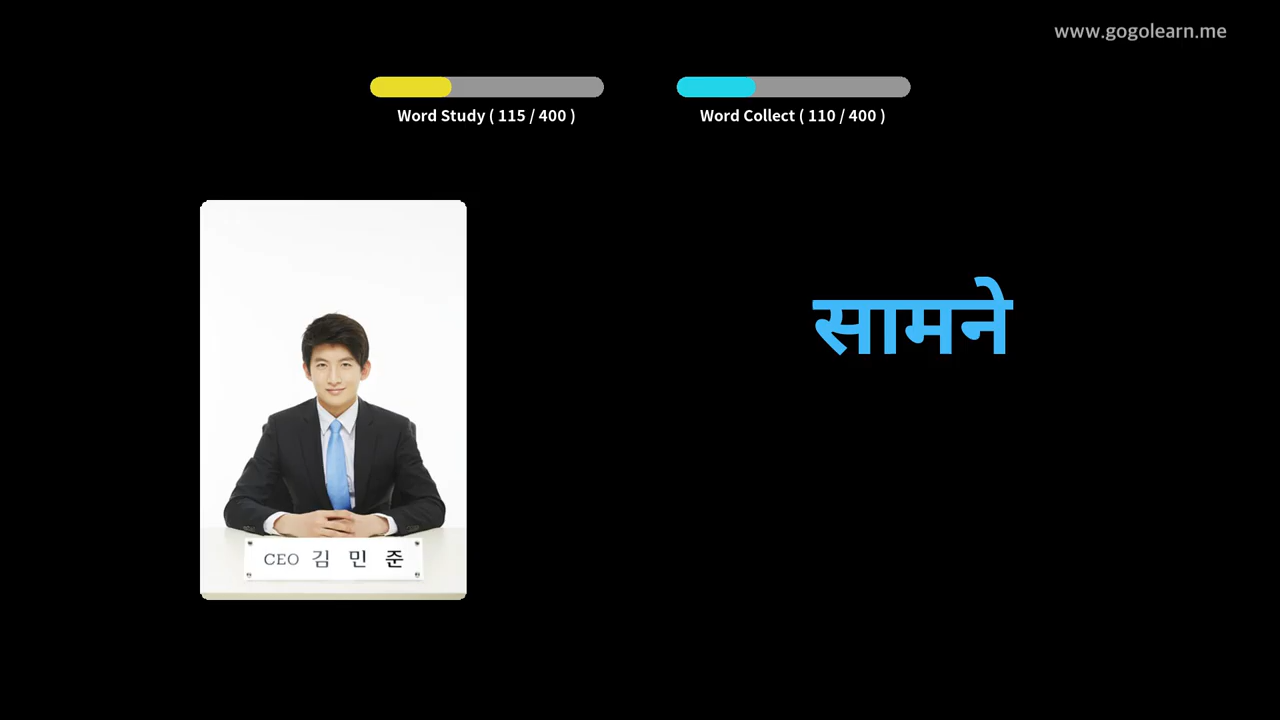 www.gogolearn.me
Word Study ( 115 / 400 )
Word Collect ( 110 / 400 )
सामने
CEO 김 민 준